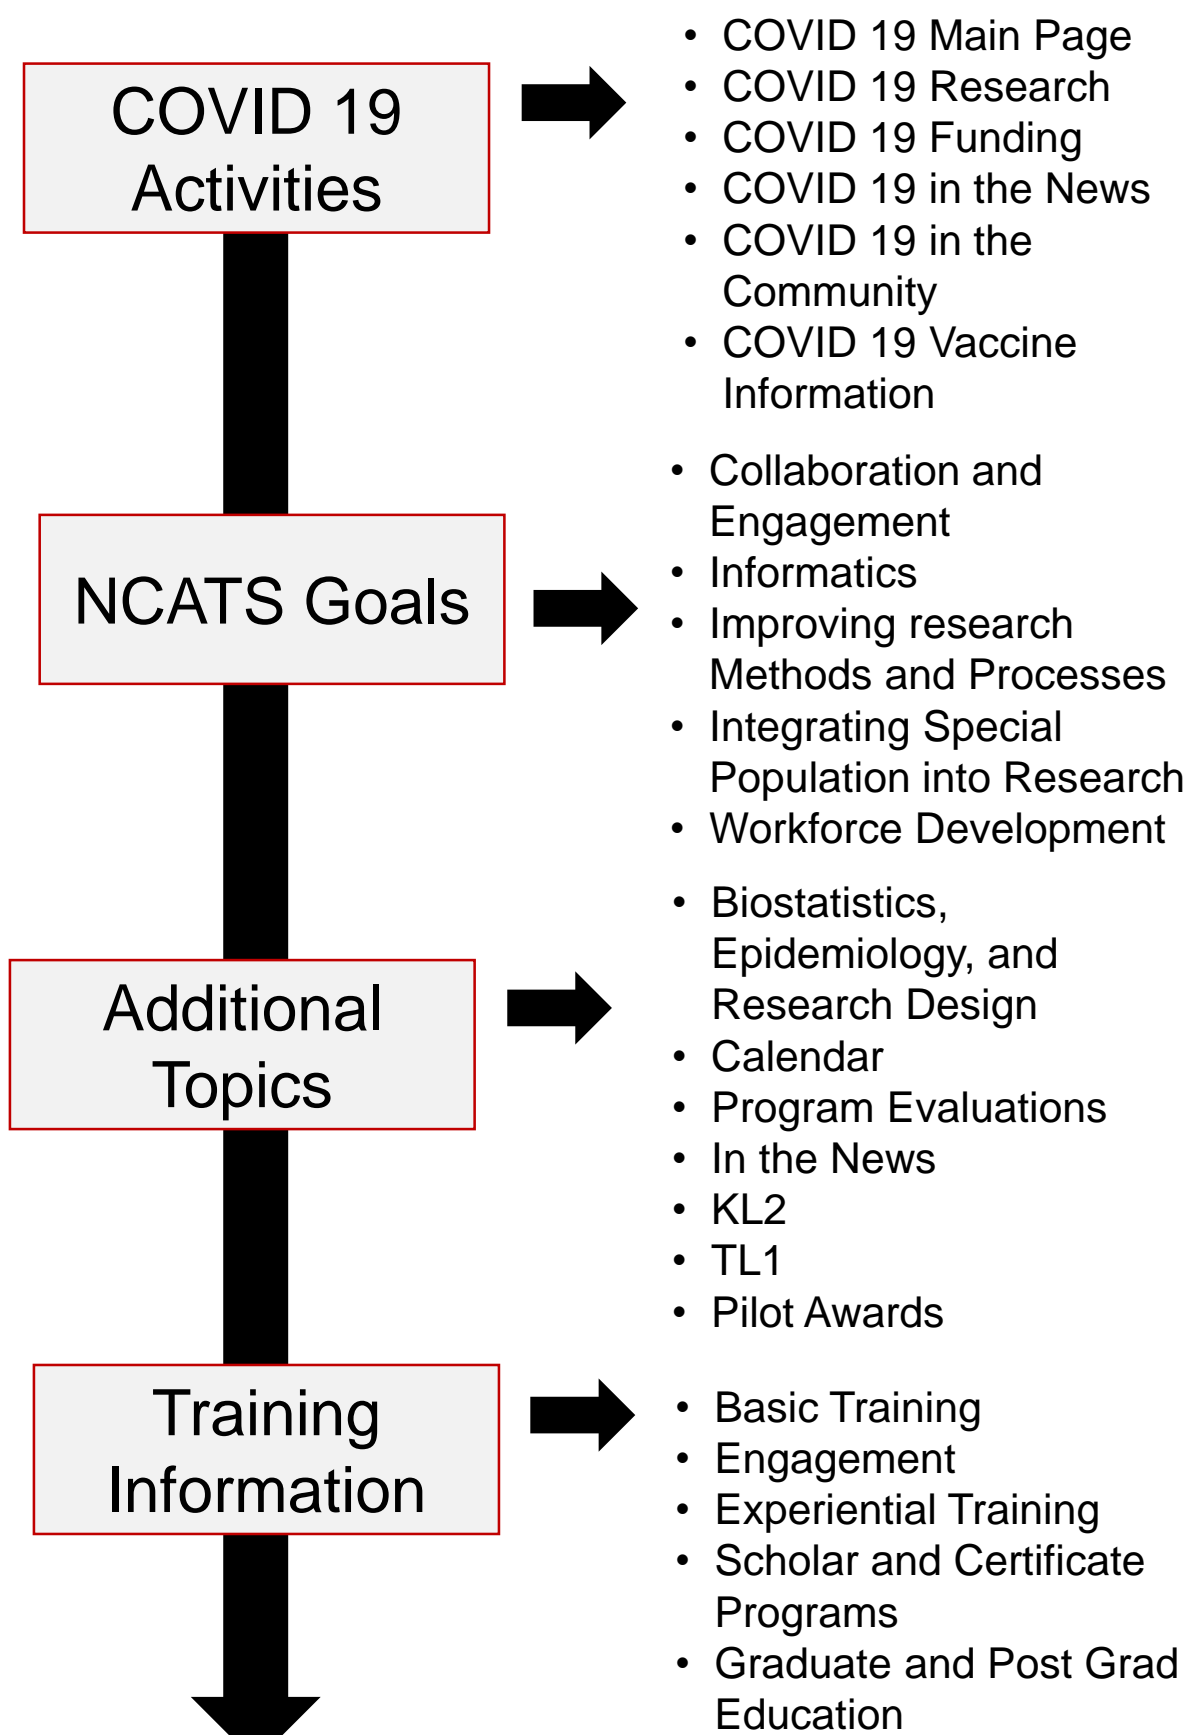 COVID 19
Activities
• COVID 19 Main Page
• COVID 19 Research
• COVID 19 Funding
• COVID 19 in the News
• COVID 19 in the
Community
• COVID 19 Vaccine
Information
NCATS Goals
• Collaboration and
Engagement
• Informatics
• Improving research
Methods and Processes
• Integrating Special
Population into Research
• Workforce Development
Additional
Topics
• Biostatistics,
Epidemiology, and
Research Design
• Calendar
• Program Evaluations
• In the News
• KL2
• TL1
• Pilot Awards
Training
Information
• Basic Training
• Engagement
• Experiential Training
• Scholar and Certificate
Programs
• Graduate and Post Grad
Education